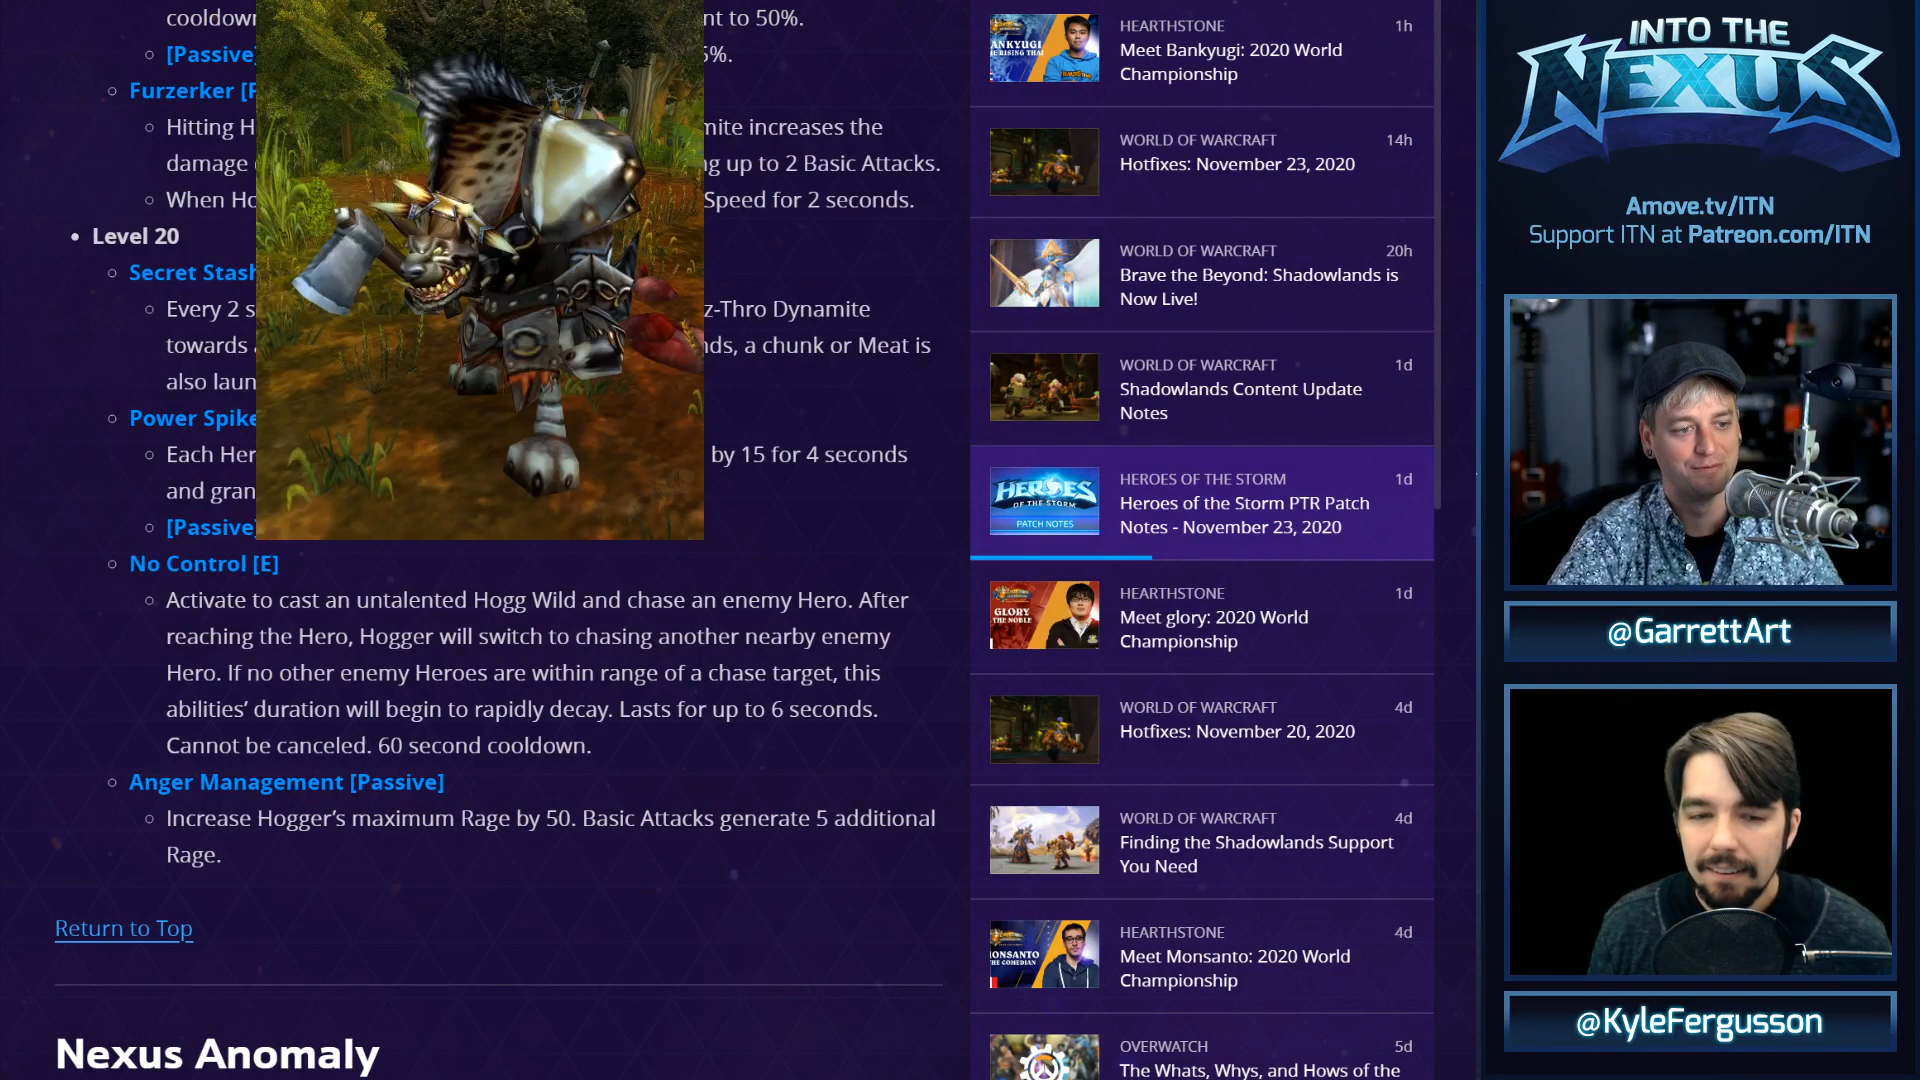 cooldown
nt to 50%.
[Passive]
5%.
Furzerker [
Hitting H
mite increases the
damage
ng up to 2 Basic Attacks.
When Ho
Speed for 2 seconds.
Level 20
Secret Stash
Every 2 s
z-Thro Dynamite
towards
nds, a chunk or Meat is
also laun
Power Spike
Each Her
by 15 for 4 seconds
and gran
[Passive]
No Control [E]
Activate to cast an untalented Hogg Wild and chase an enemy Hero. After
reaching the Hero, Hogger will switch to chasing another nearby enemy
Hero. If no other enemy Heroes are within range of a chase target, this
abilities’ duration will begin to rapidly decay. Lasts for up to 6 seconds.
Cannot be canceled. 60 second cooldown.
Anger Management [Passive]
Increase Hogger’s maximum Rage by 50. Basic Attacks generate 5 additional
Rage.
Return to Top
Nexus Anomaly
HEARTHSTONE 1h
Meet Bankyugi: 2020 World
Championship
WORLD OF WARCRAFT 14h
Hotfixes: November 23, 2020
WORLD OF WARCRAFT 20h
Brave the Beyond: Shadowlands is
Now Live!
WORLD OF WARCRAFT 1d
Shadowlands Content Update
Notes
HEROES OF THE STORM 1d
Heroes of the Storm PTR Patch
Notes - November 23, 2020
HEROES
OF THE STORM
PATCH NOTES
HEARTHSTONE 1d
Meet glory: 2020 World
Championship
GLORY
THE NOBLE
WORLD OF WARCRAFT 4d
Hotfixes: November 20, 2020
WORLD OF WARCRAFT 4d
Finding the Shadowlands Support
You Need
HEARTHSTONE 4d
Meet Monsanto: 2020 World
Championship
ONSANTO
HE COMEDIAN
OVERWATCH 5d
The Whats, Whys, and Hows of the
INTO THE
NEXUS
Amove.tv/ITN
Support ITN at Patreon.com/ITN
@GarrettArt
@KyleFergusson